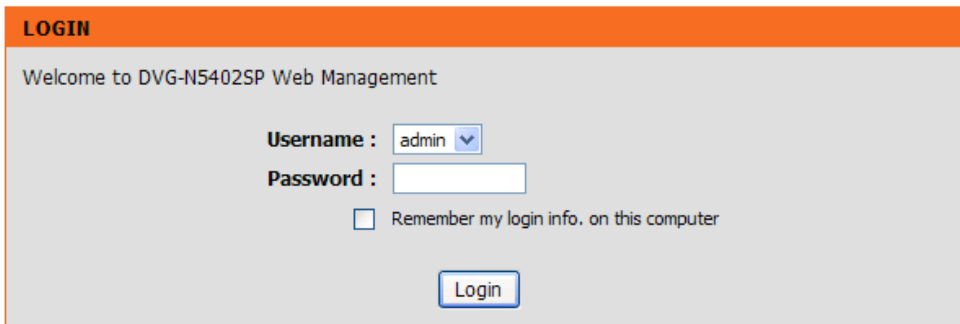 LOGIN
Welcome to DVG-N5402SP Web Management
Username : admin
Password :
Remember my login info. on this computer
Login